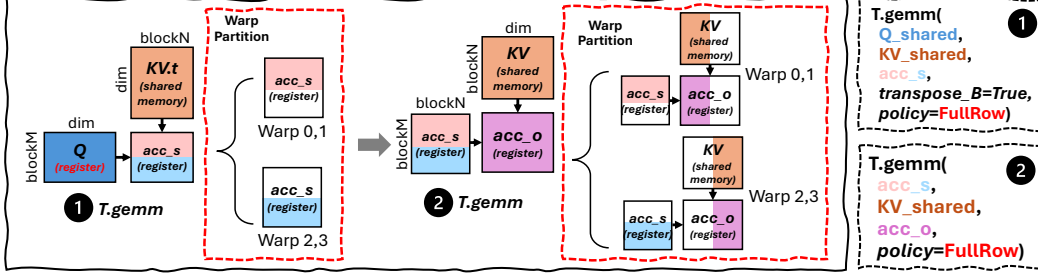 blockN
dim
KV.t
(shared
memory)
dim
blockM
Q
(register)
acc_s
(register)
1 T.gemm
Warp
Partition
acc_s
(register)
Warp 0,1
acc_s
(register)
Warp 2,3
dim
blockN
KV
(shared
memory)
blockN
blockM
acc_s
(register)
acc_o
(register)
2 T.gemm
Warp
Partition
KV
(shared
memory)
Warp 0,1
acc_s
(register)
acc_o
(register)
KV
(shared
memory)
Warp 2,3
acc_s
(register)
acc_o
(register)
1
T.gemm(
Q_shared,
KV_shared,
acc_s,
transpose_B=True,
policy=FullRow)
2
T.gemm(
acc_s,
KV_shared,
acc_o,
policy=FullRow)